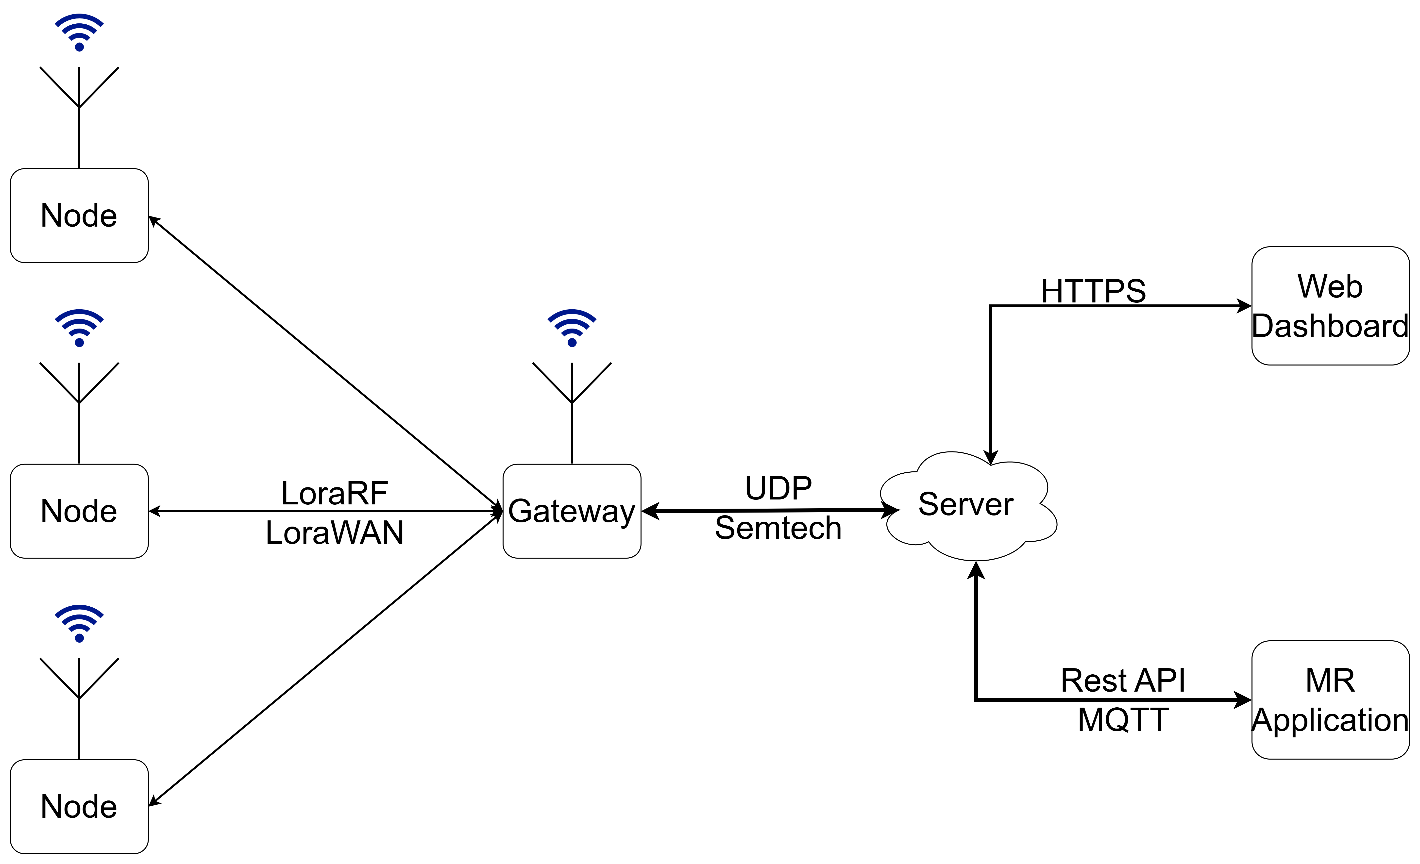 Node
Node
Node
LoraRF
LoraWAN
Gateway
UDP
Semtech
Server
HTTPS
Web
Dashboard
Rest API
MQTT
MR
Application